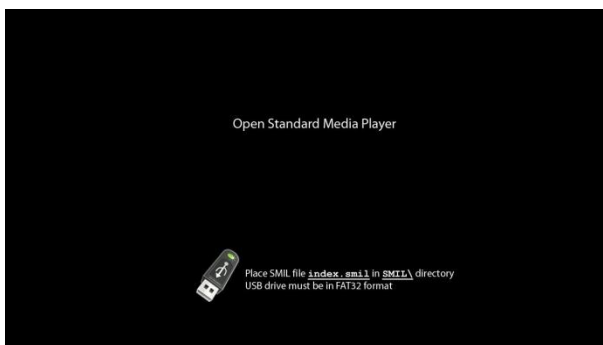 Open Standard Media Player
Place SMIL file index.smil in SMIL\ directory
USB drive must be in FAT32 format